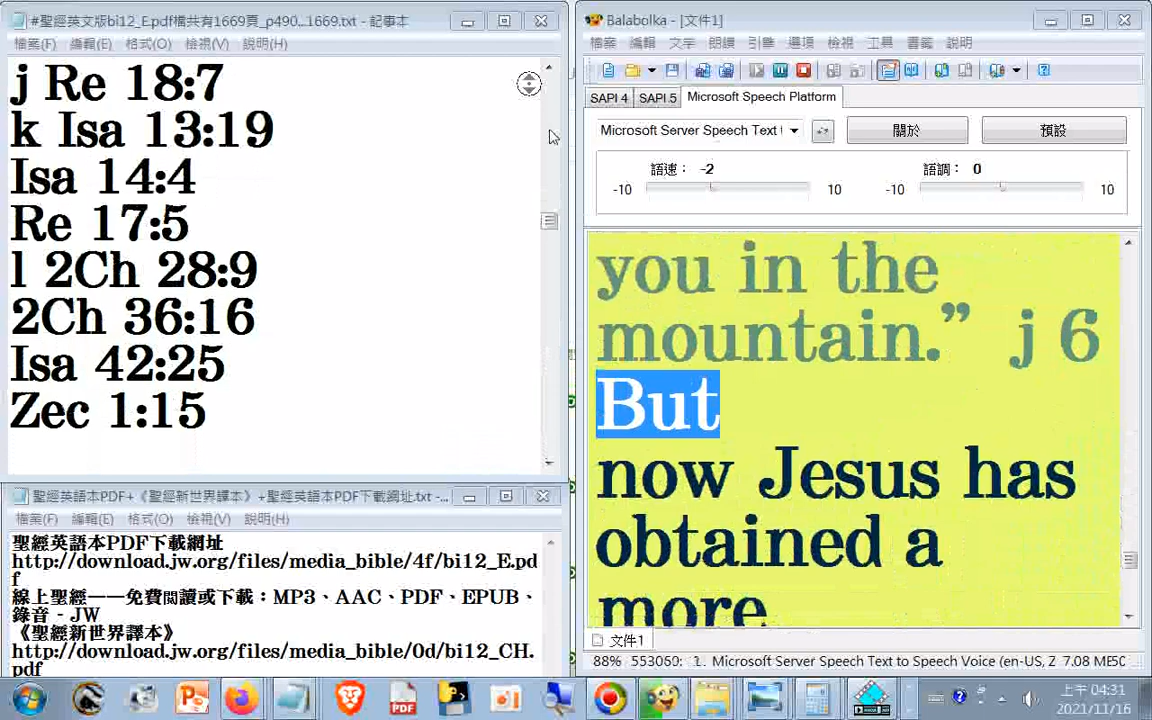 #聖經英文版bi12_E.pdf檔共有1669頁_p490...1669.txt - 記事本
檔案(F) 編輯(E) 格式(O) 檢視(V) 說明(H)
j Re 18:7
k Isa 13:19
Isa 14:4
Re 17:5
l 2Ch 28:9
2Ch 36:16
Isa 42:25
Zec 1:15
聖經英語本PDF+《聖經新世界譯本》+聖經英語本PDF下載網址.txt -...
檔案(F) 編輯(E) 格式(O) 檢視(V) 說明(H)
聖經英語本PDF下載網址
http://download.jw.org/files/media_bible/4f/bi12_E.pd
f
線上聖經——免費閱讀或下載：MP3、AAC、PDF、EPUB、
錄音 - JW
《聖經新世界譯本》
http://download.jw.org/files/media_bible/0d/bi12_CH.
pdf
Balabolka - [文件1]
檔案 編輯 文字 朗讀 引擎 選項 檢視 工具 書籤 說明
SAPI 4 SAPI 5 Microsoft Speech Platform
Microsoft Server Speech Text 關於 預設
語速： -2 語調： 0
-10 10 -10 10
you in the
mountain.” j 6
But
now Jesus has
obtained a
more
文件1
88% 553069: 1. Microsoft Server Speech Text to Speech Voice (en-US, Z 7.08 МБ
PDF
上午 04:31
2021/11/16